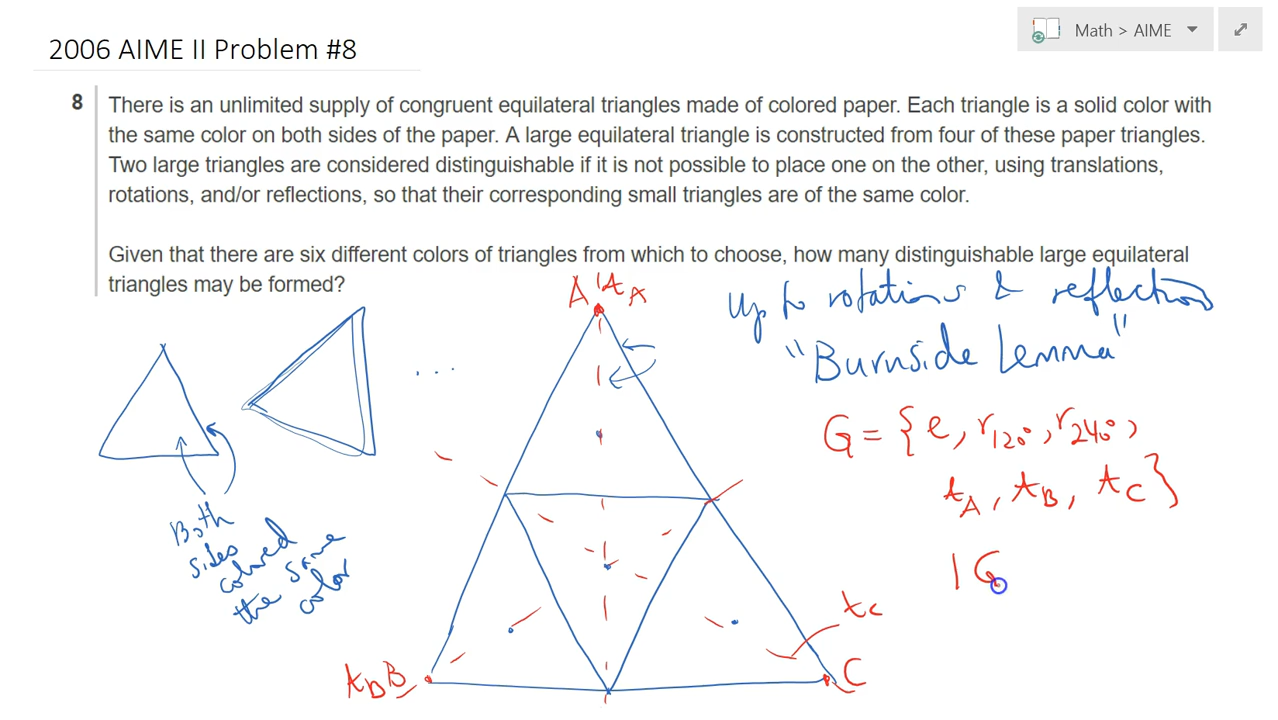 Math > AIME
2006 AIME II Problem #8
8
There is an unlimited supply of congruent equilateral triangles made of colored paper. Each triangle is a solid color with
the same color on both sides of the paper. A large equilateral triangle is constructed from four of these paper triangles.
Two large triangles are considered distinguishable if it is not possible to place one on the other, using translations,
rotations, and/or reflections, so that their corresponding small triangles are of the same color.
Given that there are six different colors of triangles from which to choose, how many distinguishable large equilateral
triangles may be formed?
A t_A
up to rotations & reflections
"Burnside Lemma"
...
G = {e, r_120°, r_240°,
t_A, t_B, t_C}
Both
sides
colored
the same
color
|G
t_C
B
C